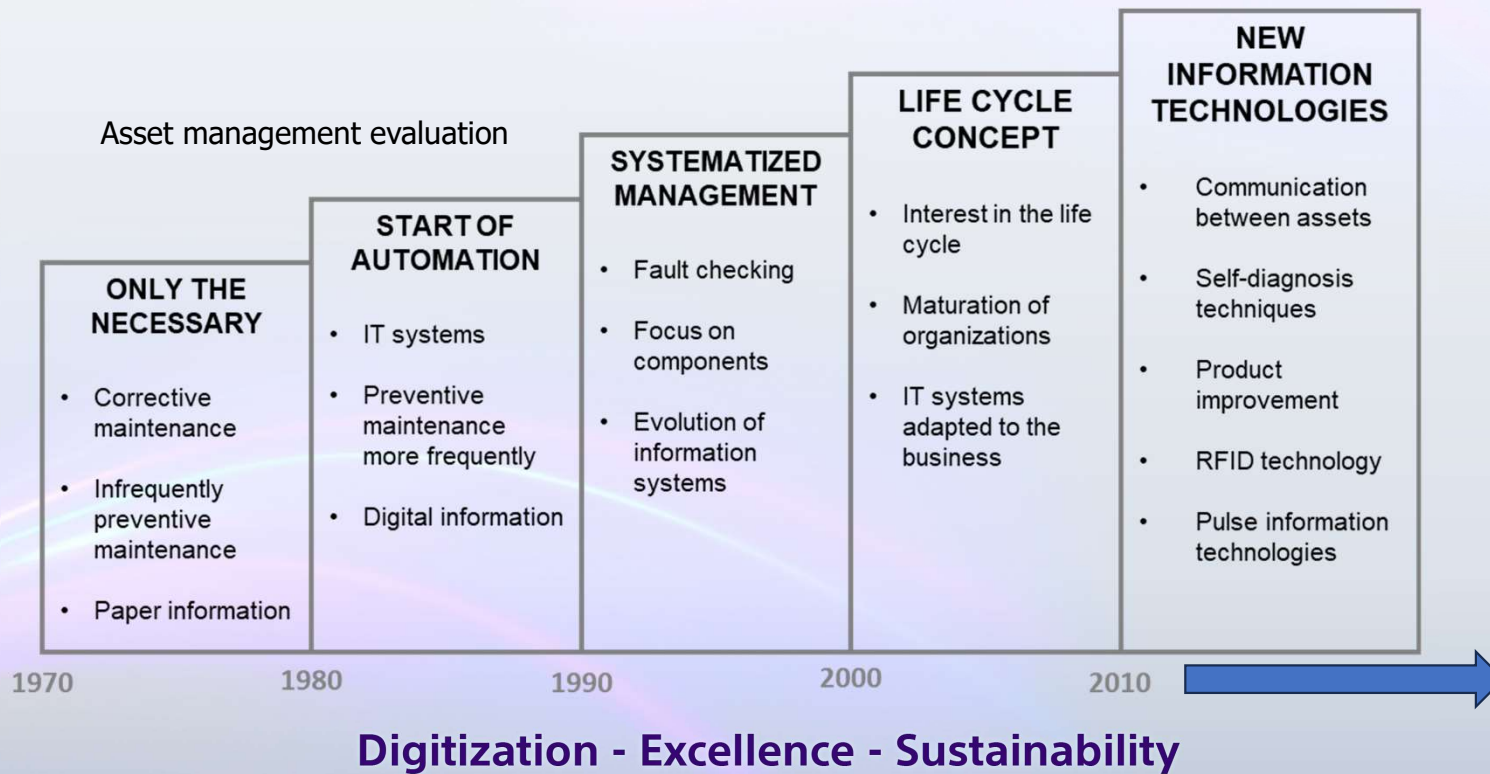 Asset management evaluation
ONLY THE
NECESSARY
• Corrective
maintenance
• Infrequently
preventive
maintenance
• Paper information
START OF
AUTOMATION
• IT systems
• Preventive
maintenance
more frequently
• Digital information
SYSTEMATIZED
MANAGEMENT
• Fault checking
• Focus on
components
• Evolution of
information
systems
LIFE CYCLE
CONCEPT
• Interest in the life
cycle
• Maturation of
organizations
• IT systems
adapted to the
business
NEW
INFORMATION
TECHNOLOGIES
• Communication
between assets
• Self-diagnosis
techniques
• Product
improvement
• RFID technology
• Pulse information
technologies
1970 1980 1990 2000 2010
Digitization - Excellence - Sustainability